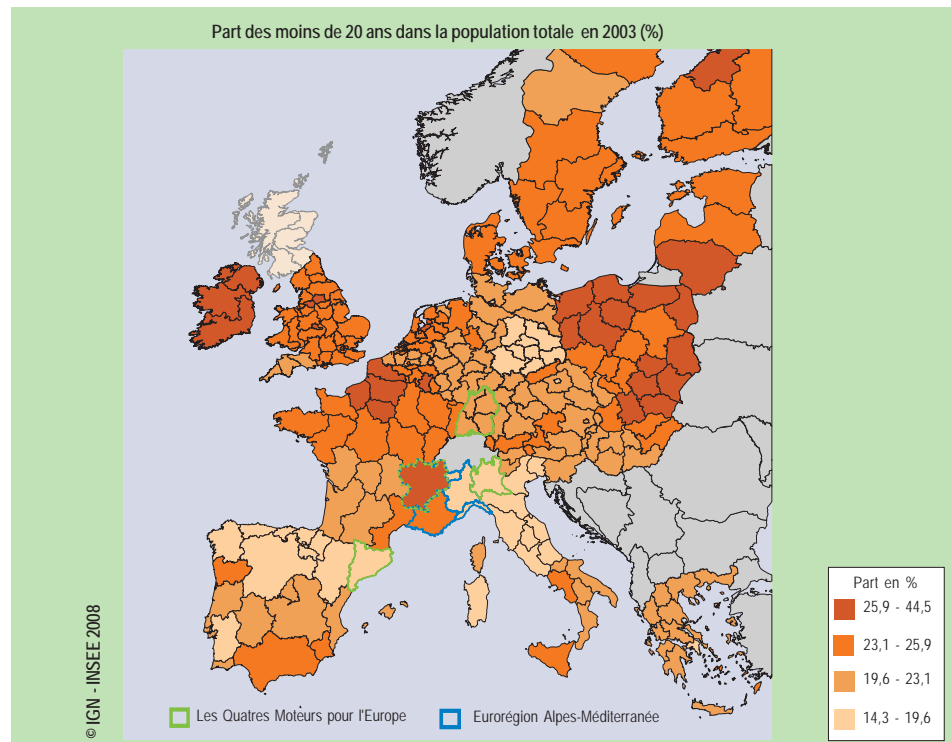 Part des moins de 20 ans dans la population totale en 2003 (%)
© IGN - INSEE 2008
Les Quatres Moteurs pour l'Europe
Eurorégion Alpes-Méditerranée
Part en %
25,9 - 44,5
23,1 - 25,9
19,6 - 23,1
14,3 - 19,6